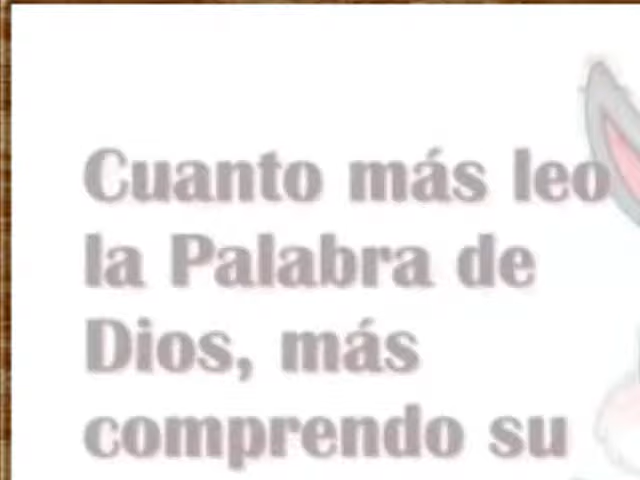 Cuanto más leo
la Palabra de
Dios, más
comprendo su